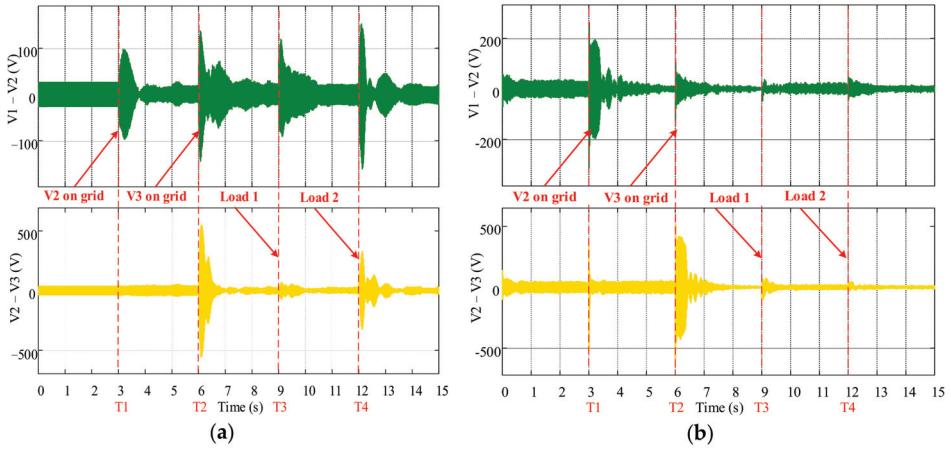 100
0
−100
V1 − V2 (V)
V2 on grid
V3 on grid
Load 1
Load 2
500
0
−500
V2 − V3 (V)
0 1 2 3 4 5 6 7 8 9 10 11 12 13 14 15
T1 T2 Time (s) T3 T4
(a)
200
0
−200
V1 − V2 (V)
V2 on grid
V3 on grid
Load 1
Load 2
500
0
−500
V2 − V3 (V)
0 1 2 3 4 5 6 7 8 9 10 11 12 13 14 15
T1 T2 Time (s) T3 T4
(b)